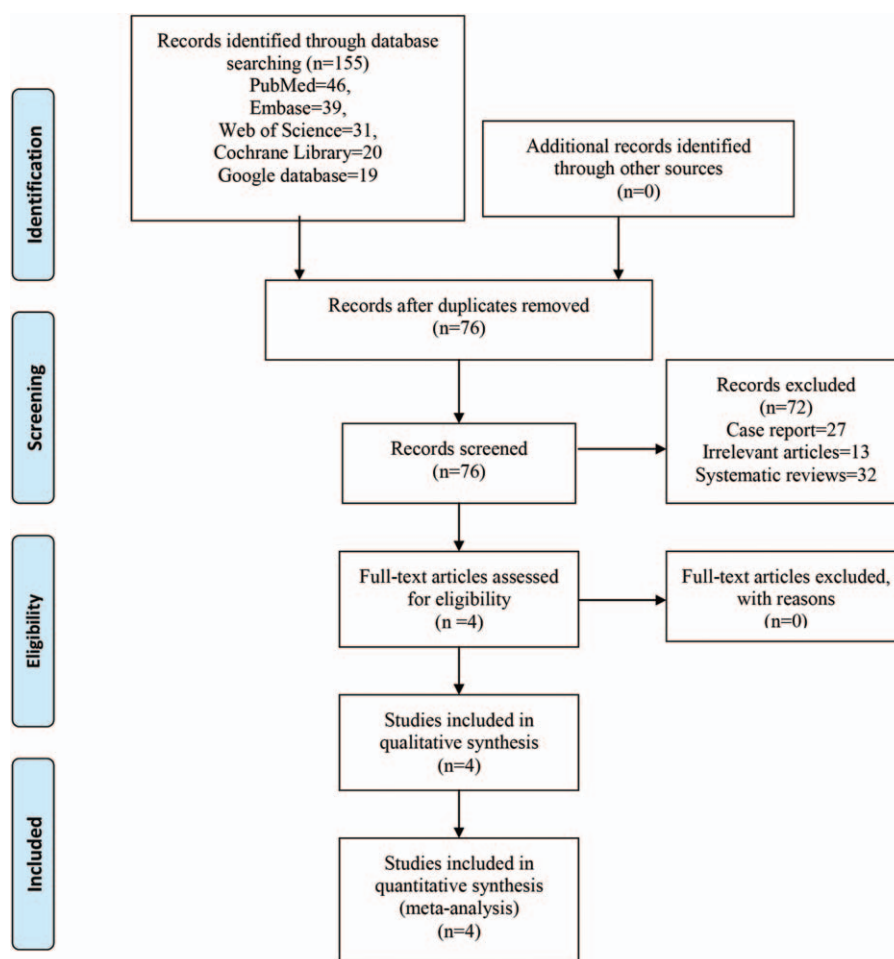 Records identified through database
searching (n=155)
PubMed=46,
Embase=39,
Web of Science=31,
Cochrane Library=20
Google database=19
Additional records identified
through other sources
(n=0)
Identification
Records after duplicates removed
(n=76)
Screening
Records screened
(n=76)
Records excluded
(n=72)
Case report=27
Irrelevant articles=13
Systematic reviews=32
Eligibility
Full-text articles assessed
for eligibility
(n =4)
Full-text articles excluded,
with reasons
(n=0)
Studies included in
qualitative synthesis
(n=4)
Included
Studies included in
quantitative synthesis
(meta-analysis)
(n=4)